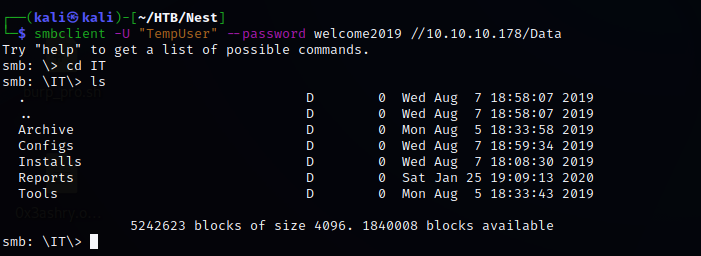 ┌──(kali㉿kali)-[~/HTB/Nest]
└─$ smbclient -U "TempUser" --password welcome2019 //10.10.10.178/Data
Try "help" to get a list of possible commands.
smb: \> cd IT
smb: \IT\> ls
  .                                   D        0  Wed Aug  7 18:58:07 2019
  ..                                  D        0  Wed Aug  7 18:58:07 2019
  Archive                             D        0  Mon Aug  5 18:33:58 2019
  Configs                             D        0  Wed Aug  7 18:59:34 2019
  Installs                            D        0  Wed Aug  7 18:08:30 2019
  Reports                             D        0  Sat Jan 25 19:09:13 2020
  Tools                               D        0  Mon Aug  5 18:33:43 2019
                5242623 blocks of size 4096. 1840008 blocks available
smb: \IT\>